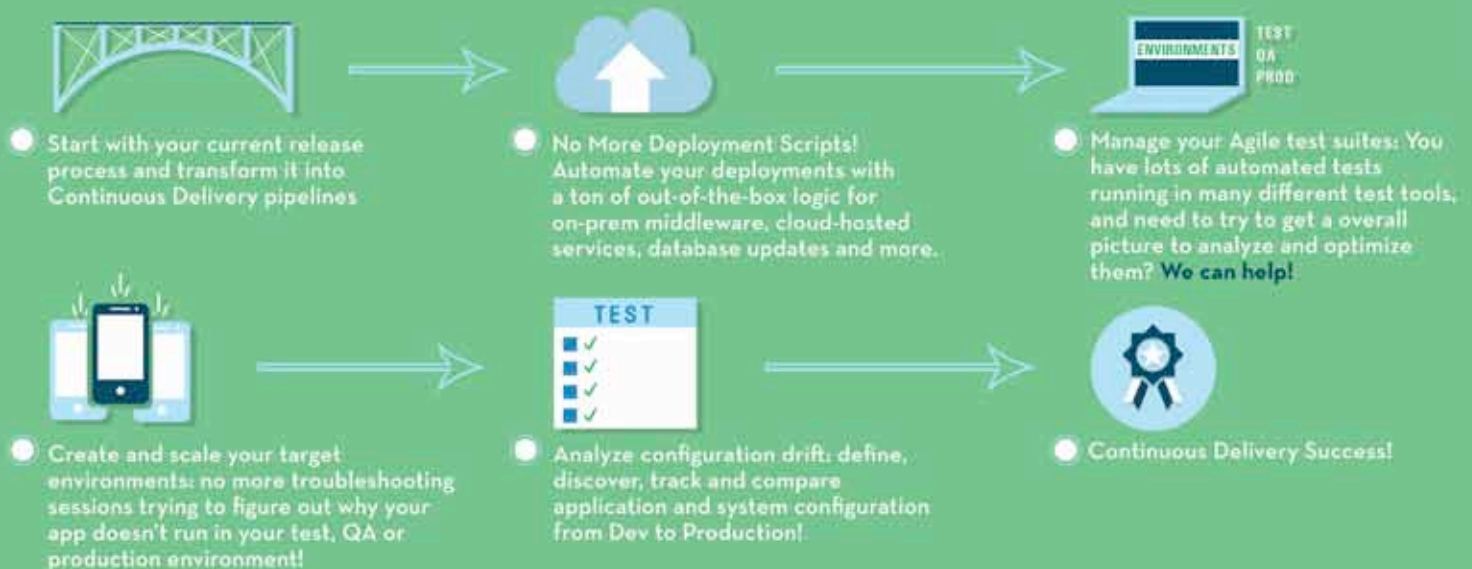 ENVIRONMENTS
TEST
QA
PROD
Start with your current release
process and transform it into
Continuous Delivery pipelines
No More Deployment Scripts!
Automate your deployments with
a ton of out-of-the-box logic for
on-prem middleware, cloud-hosted
services, database updates and more.
Manage your Agile test suites: You
have lots of automated tests
running in many different test tools,
and need to try to get a overall
picture to analyze and optimize
them? We can help!
TEST
Create and scale your target
environments: no more troubleshooting
sessions trying to figure out why your
app doesn't run in your test, QA or
production environment!
Analyze configuration drift: define,
discover, track and compare
application and system configuration
from Dev to Production!
Continuous Delivery Success!